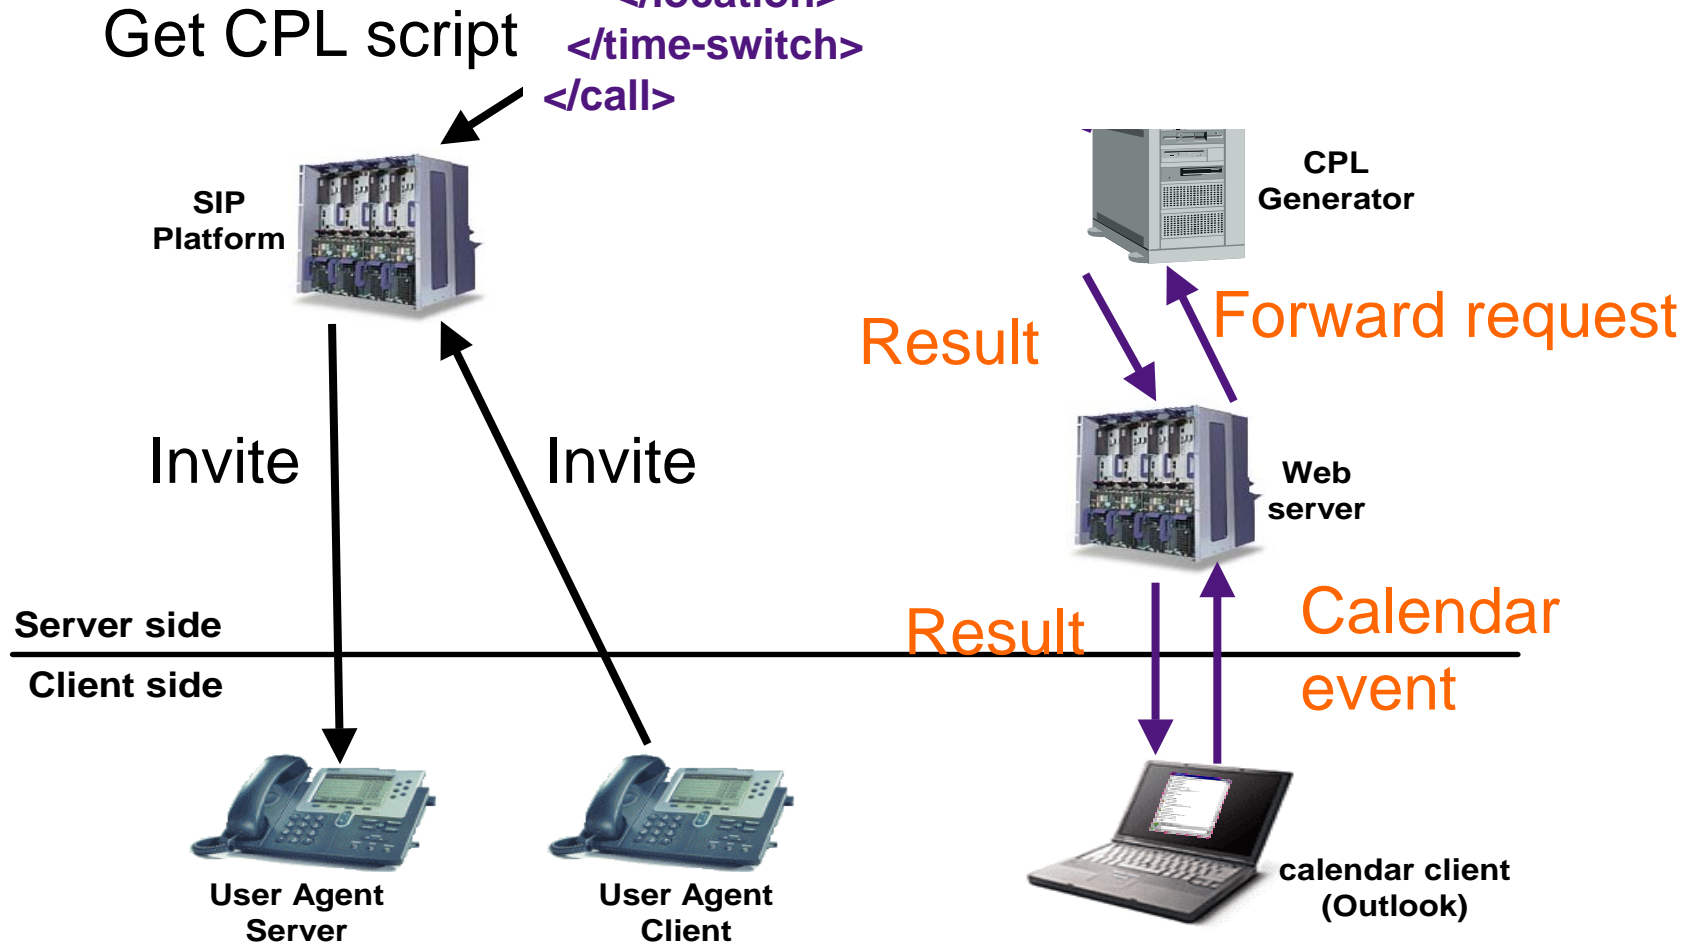 </location>
Get CPL script
</time-switch>
</call>
CPL
Generator
SIP
Platform
Forward request
Result
Invite
Invite
Web
server
Calendar
event
Result
Server side
Client side
calendar client
(Outlook)
User Agent
Server
User Agent
Client